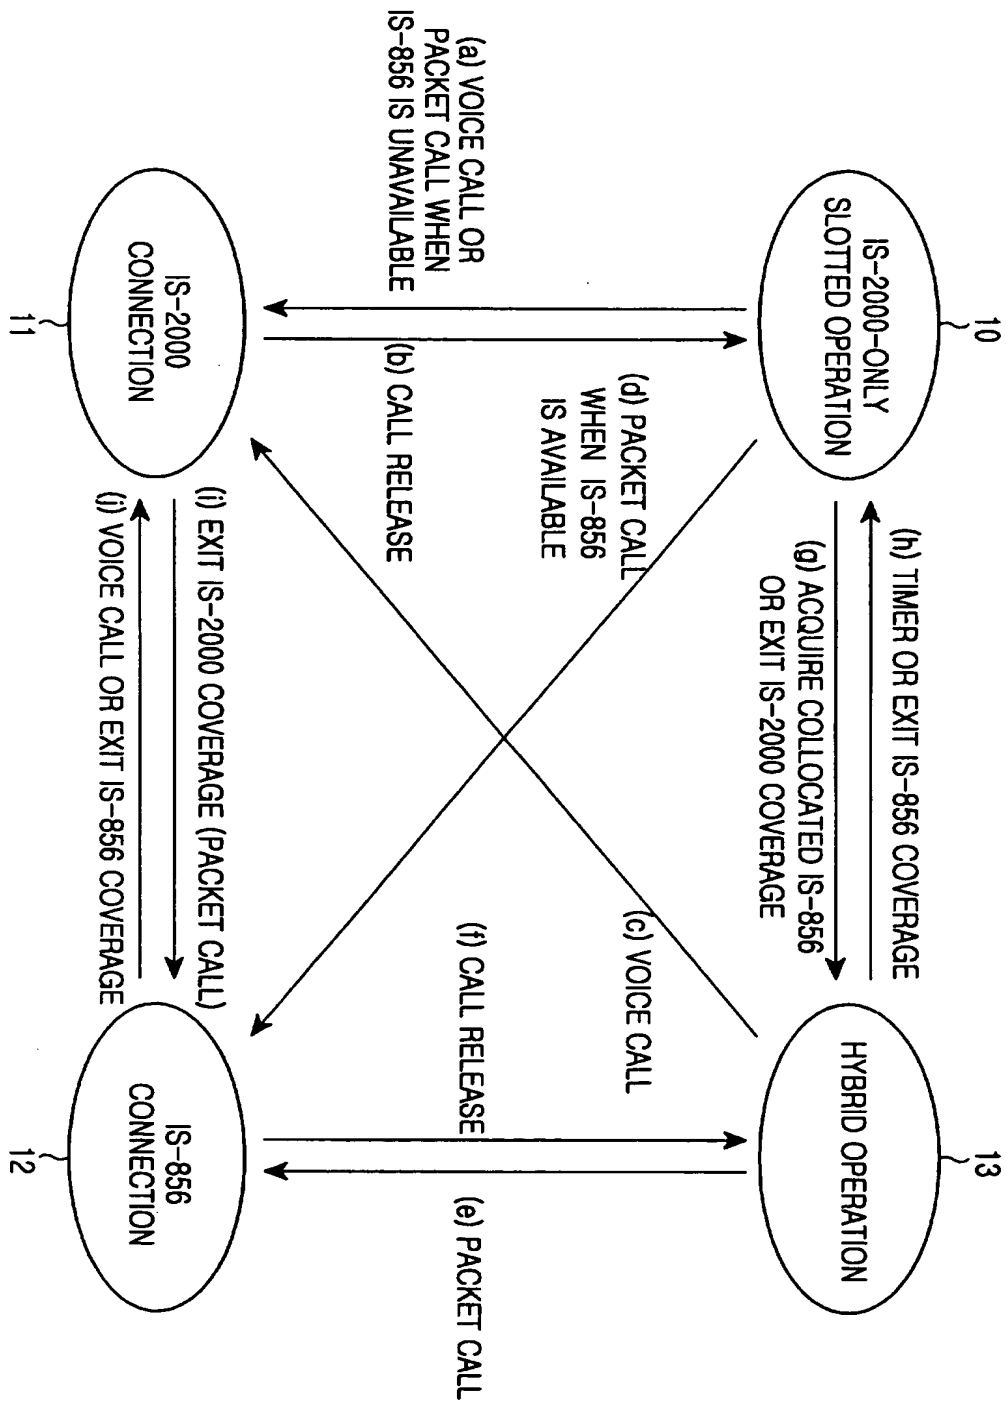 10
13
IS-2000-ONLY
SLOTTED OPERATION
HYBRID OPERATION
(h) TIMER OR EXIT IS-856 COVERAGE
(g) ACQUIRE COLLOCATED IS-856
OR EXIT IS-2000 COVERAGE
(d) PACKET CALL
WHEN IS-856
IS AVAILABLE
(c) VOICE CALL
(a) VOICE CALL OR
PACKET CALL WHEN
IS-856 IS UNAVAILABLE
(b) CALL RELEASE
(f) CALL RELEASE
(e) PACKET CALL
(i) EXIT IS-2000 COVERAGE (PACKET CALL)
(j) VOICE CALL OR EXIT IS-856 COVERAGE
IS-2000
CONNECTION
IS-856
CONNECTION
11
12